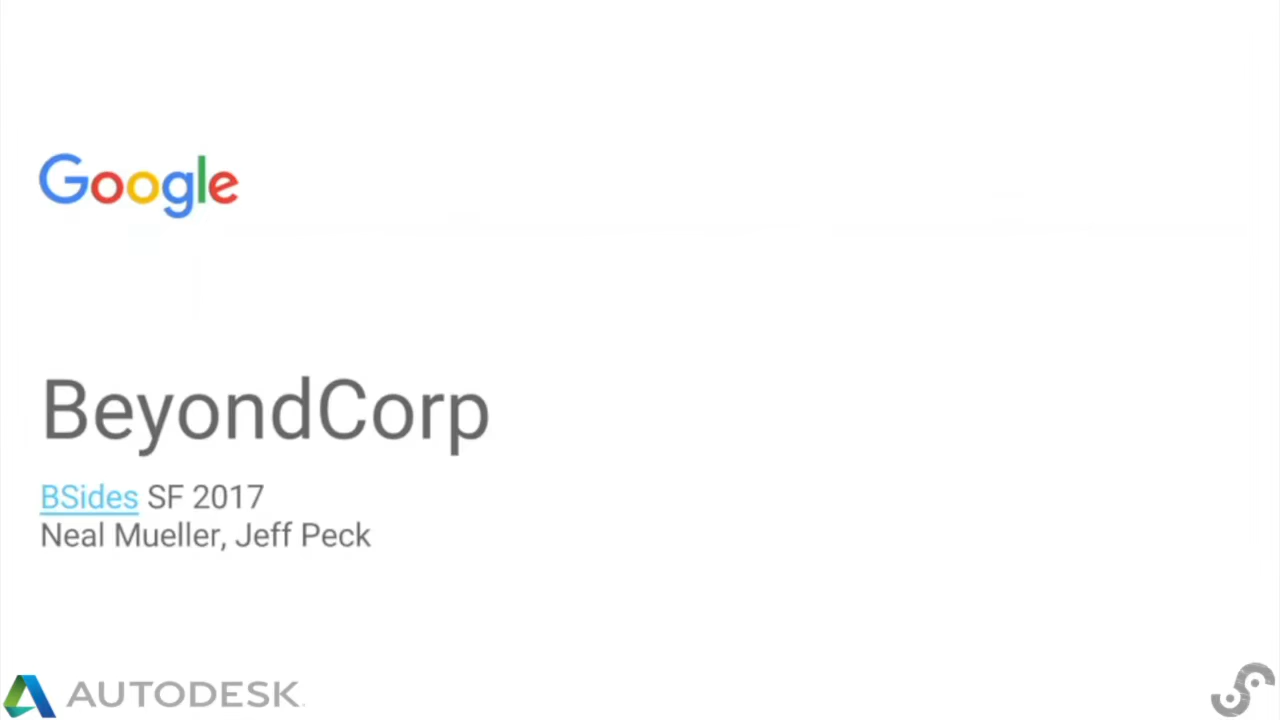 Google
BeyondCorp
BSides SF 2017
Neal Mueller, Jeff Peck
AUTODESK.